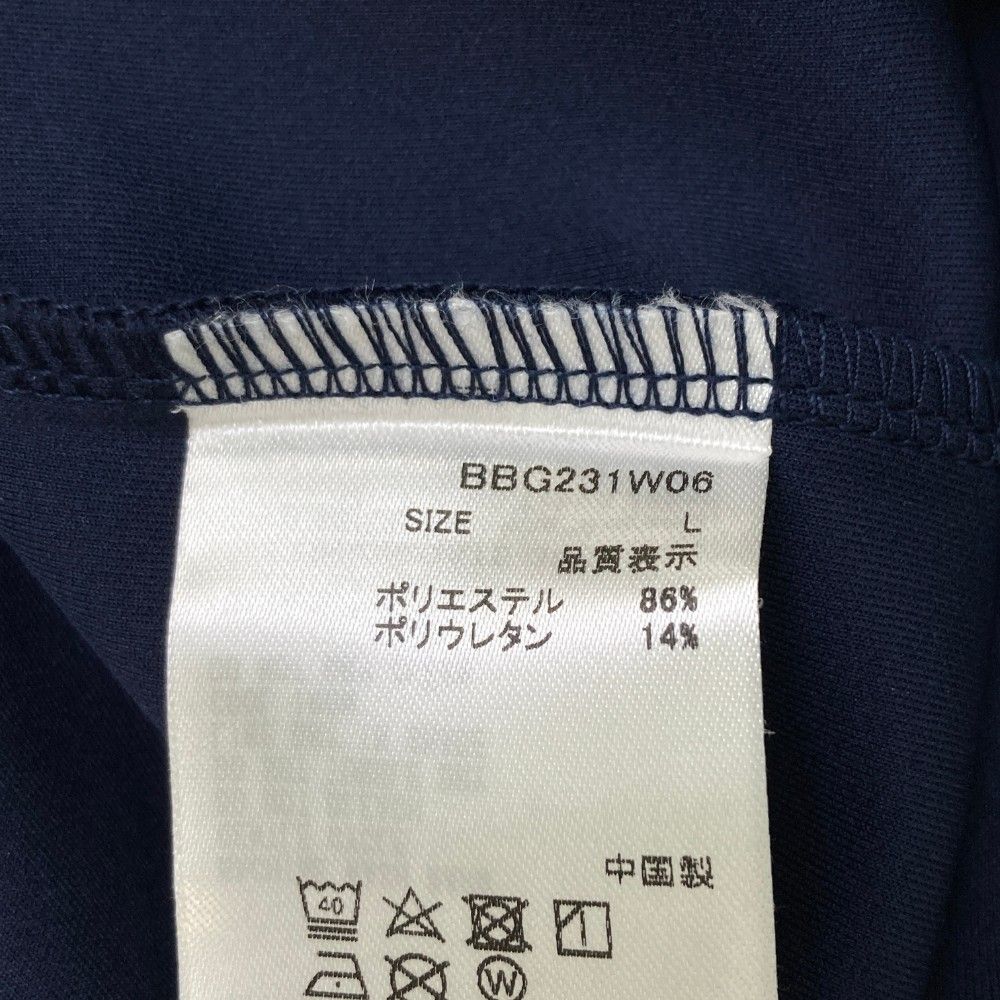 BBG231W06
SIZE L
品質表示
ポリエステル 86%
ポリウレタン 14%
中国製
40
W